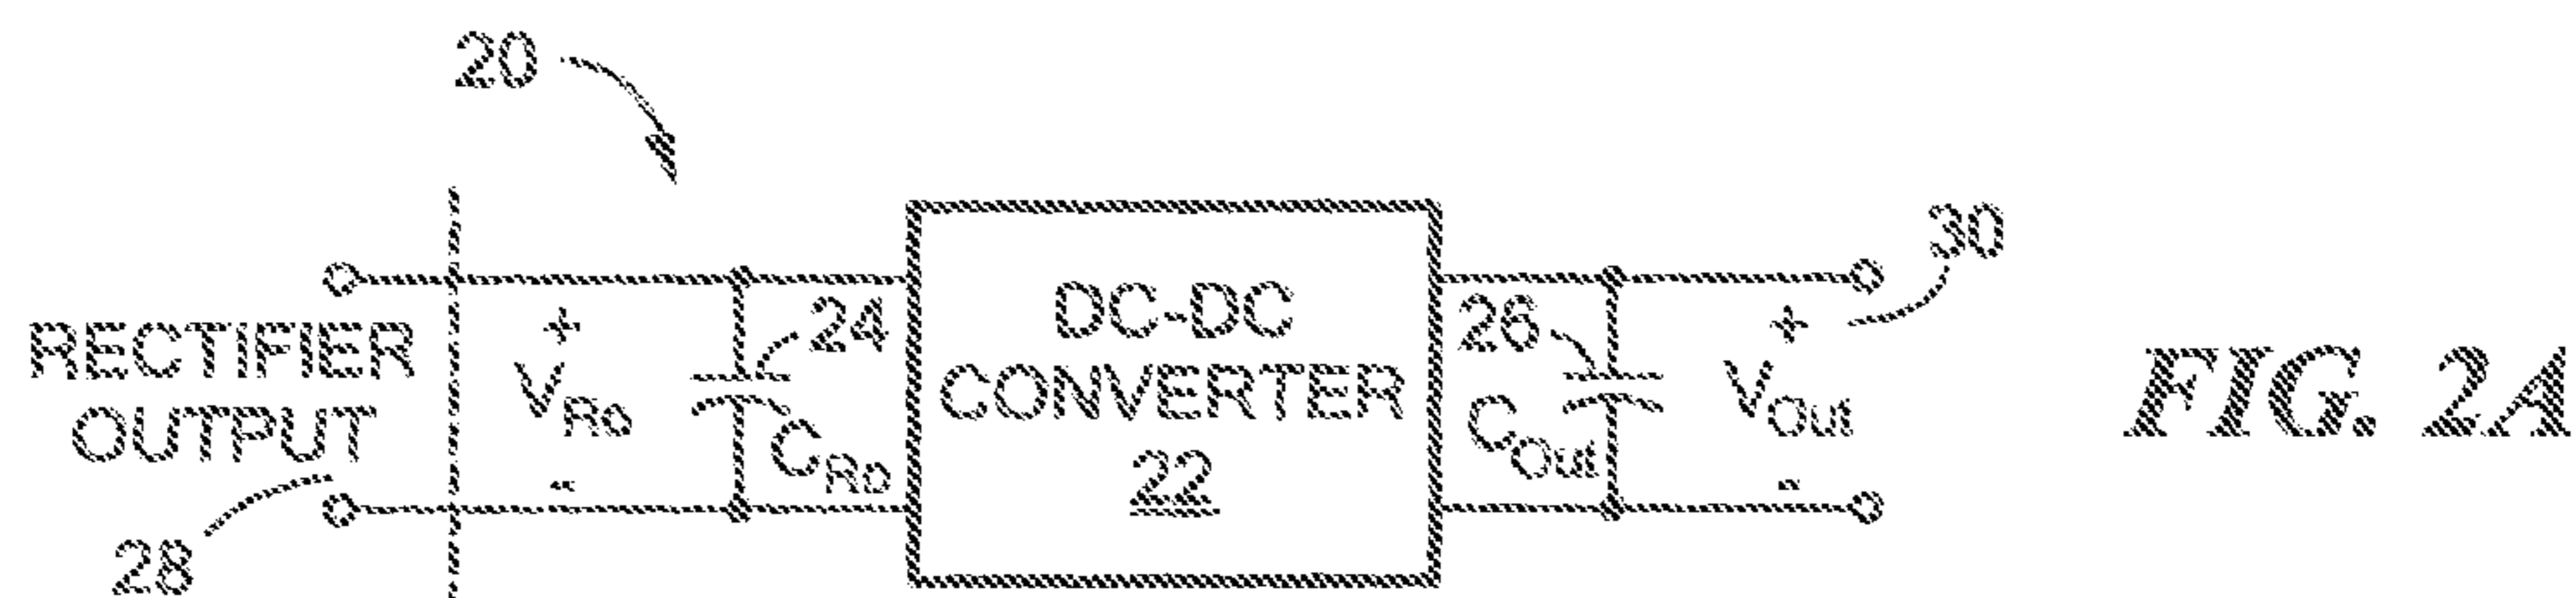 20
30
RECTIFIER
OUTPUT
28
+
V_Ro
-
24
C_Ro
DC-DC
CONVERTER
22
26
C_Out
+
V_Out
-
FIG. 2A